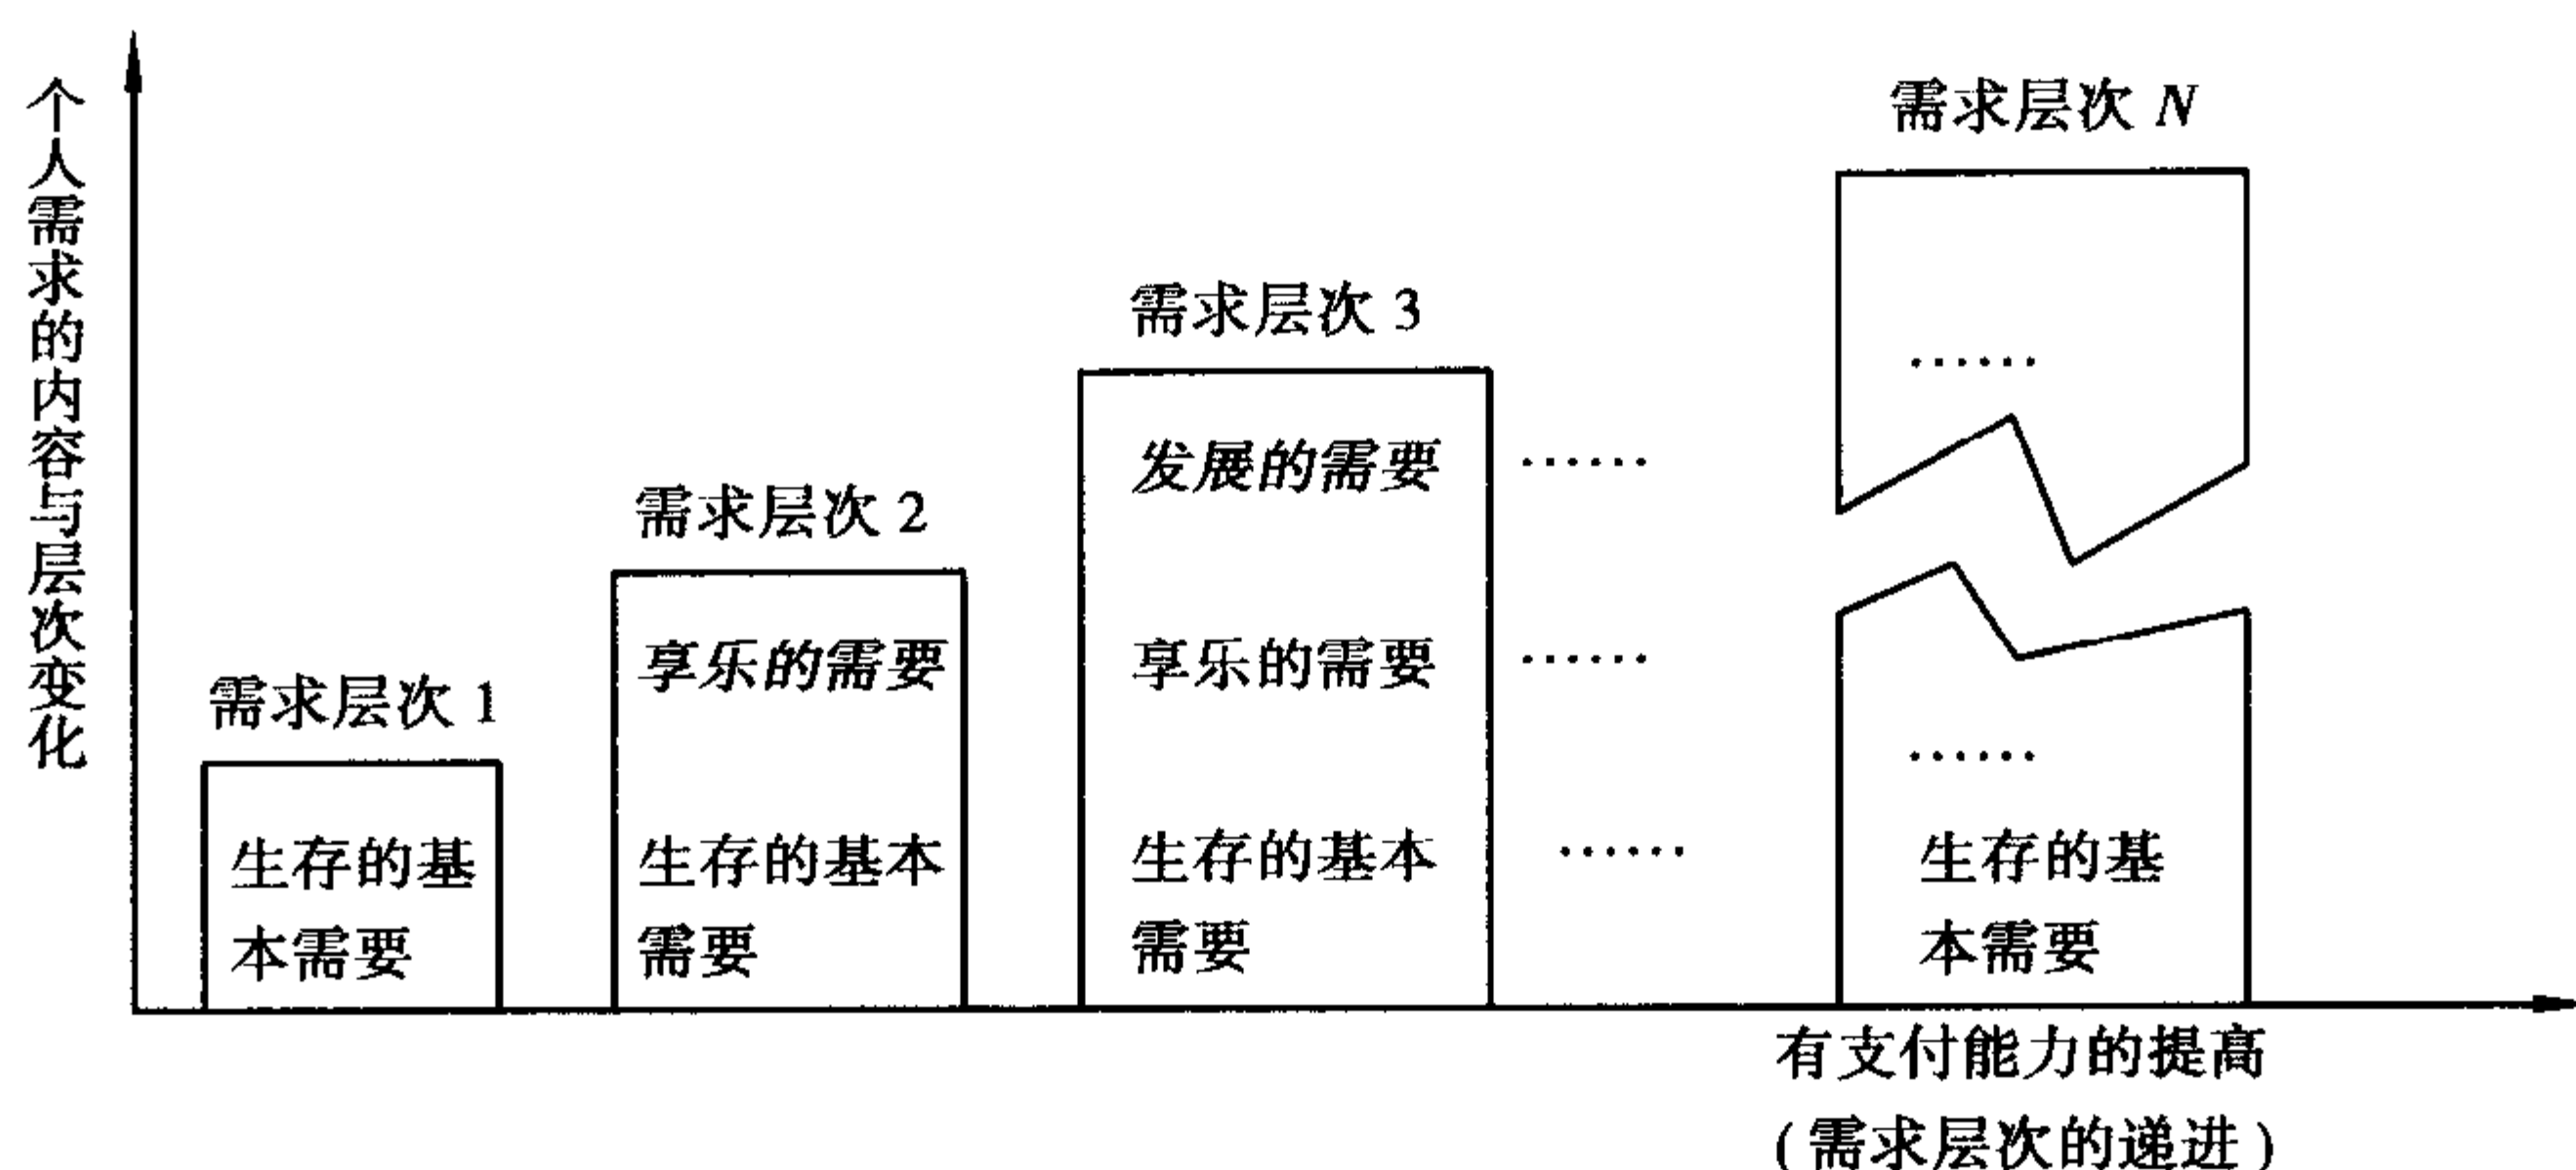 个人需求的内容与层次变化
需求层次 N
……
需求层次 3
发展的需要
……
需求层次 2
享乐的需要
享乐的需要
……
需求层次 1
……
生存的基
本需要
生存的基本
需要
生存的基本
需要
……
生存的基
本需要
有支付能力的提高
(需求层次的递进)